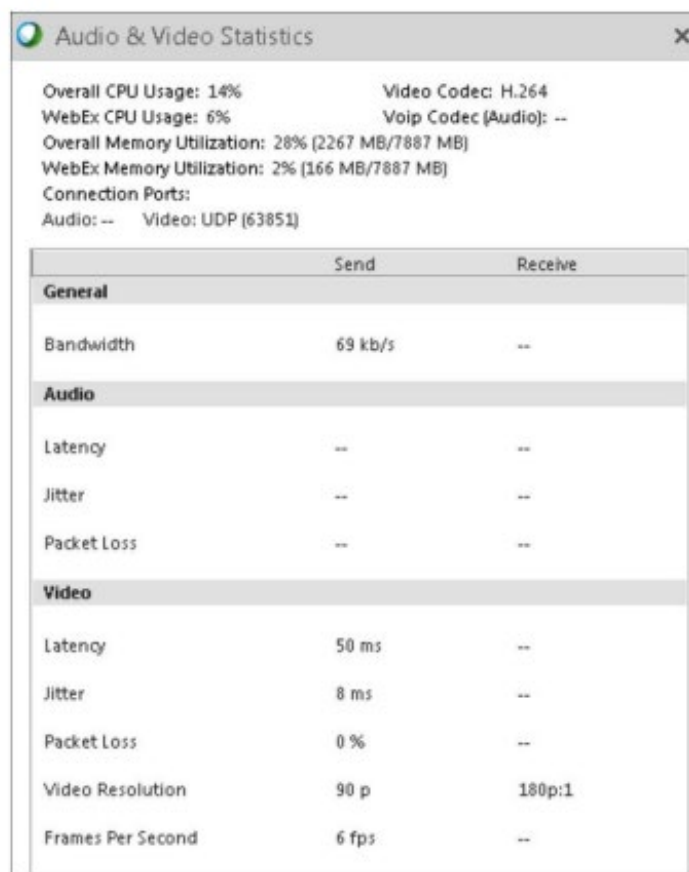 Audio & Video Statistics ×
Overall CPU Usage: 14% Video Codec: H.264
WebEx CPU Usage: 6% Voip Codec (Audio): --
Overall Memory Utilization: 28% (2267 MB/7887 MB)
WebEx Memory Utilization: 2% (166 MB/7887 MB)
Connection Ports:
Audio: -- Video: UDP (63851)
Send Receive
General
Bandwidth 69 kb/s --
Audio
Latency -- --
Jitter -- --
Packet Loss -- --
Video
Latency 50 ms --
Jitter 8 ms --
Packet Loss 0 % --
Video Resolution 90 p 180p:1
Frames Per Second 6 fps --